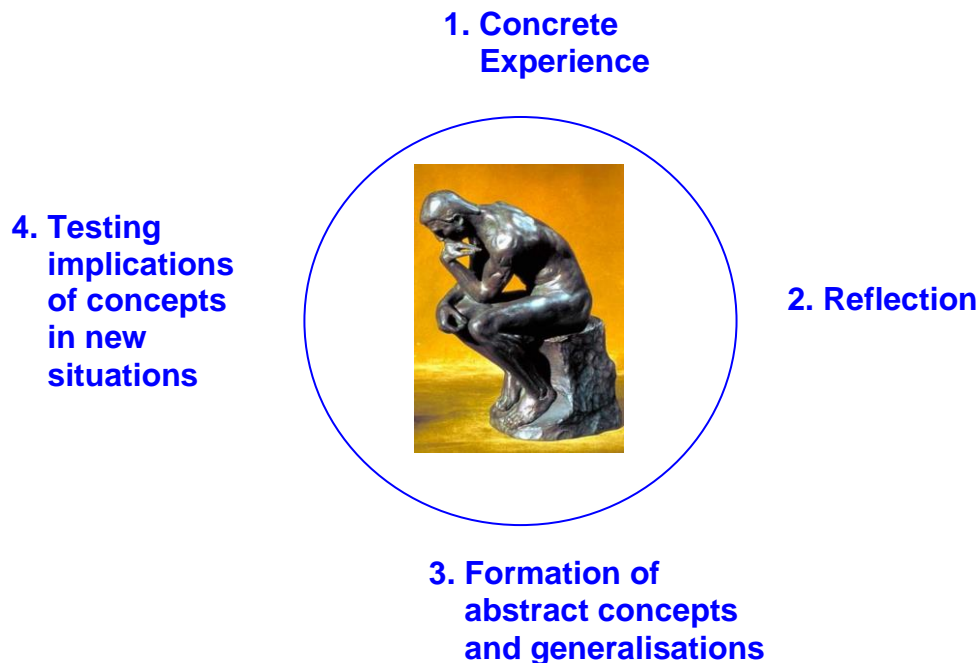 1. Concrete
Experience
2. Reflection
3. Formation of
abstract concepts
and generalisations
4. Testing
implications
of concepts
in new
situations